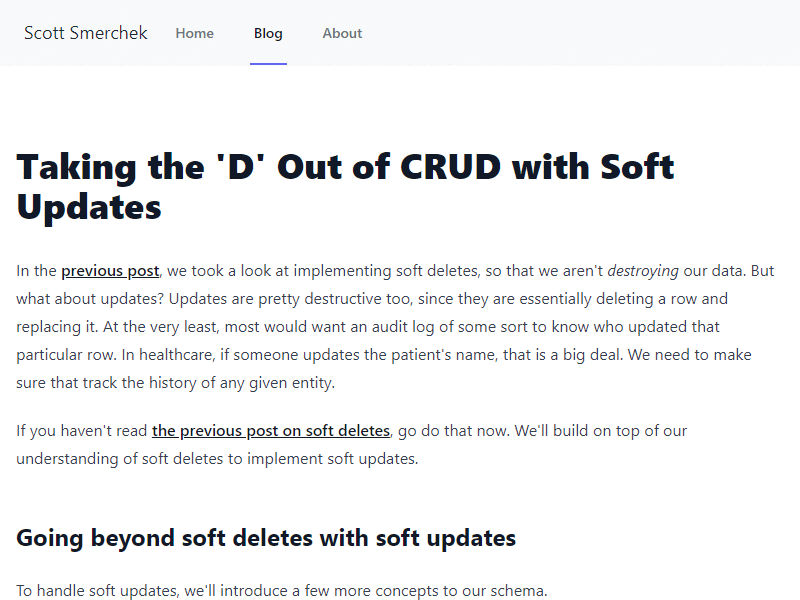 Scott Smerchek Home Blog About
Taking the 'D' Out of CRUD with Soft
Updates
In the previous post, we took a look at implementing soft deletes, so that we aren't destroying our data. But
what about updates? Updates are pretty destructive too, since they are essentially deleting a row and
replacing it. At the very least, most would want an audit log of some sort to know who updated that
particular row. In healthcare, if someone updates the patient's name, that is a big deal. We need to make
sure that track the history of any given entity.
If you haven't read the previous post on soft deletes, go do that now. We'll build on top of our
understanding of soft deletes to implement soft updates.
Going beyond soft deletes with soft updates
To handle soft updates, we'll introduce a few more concepts to our schema.